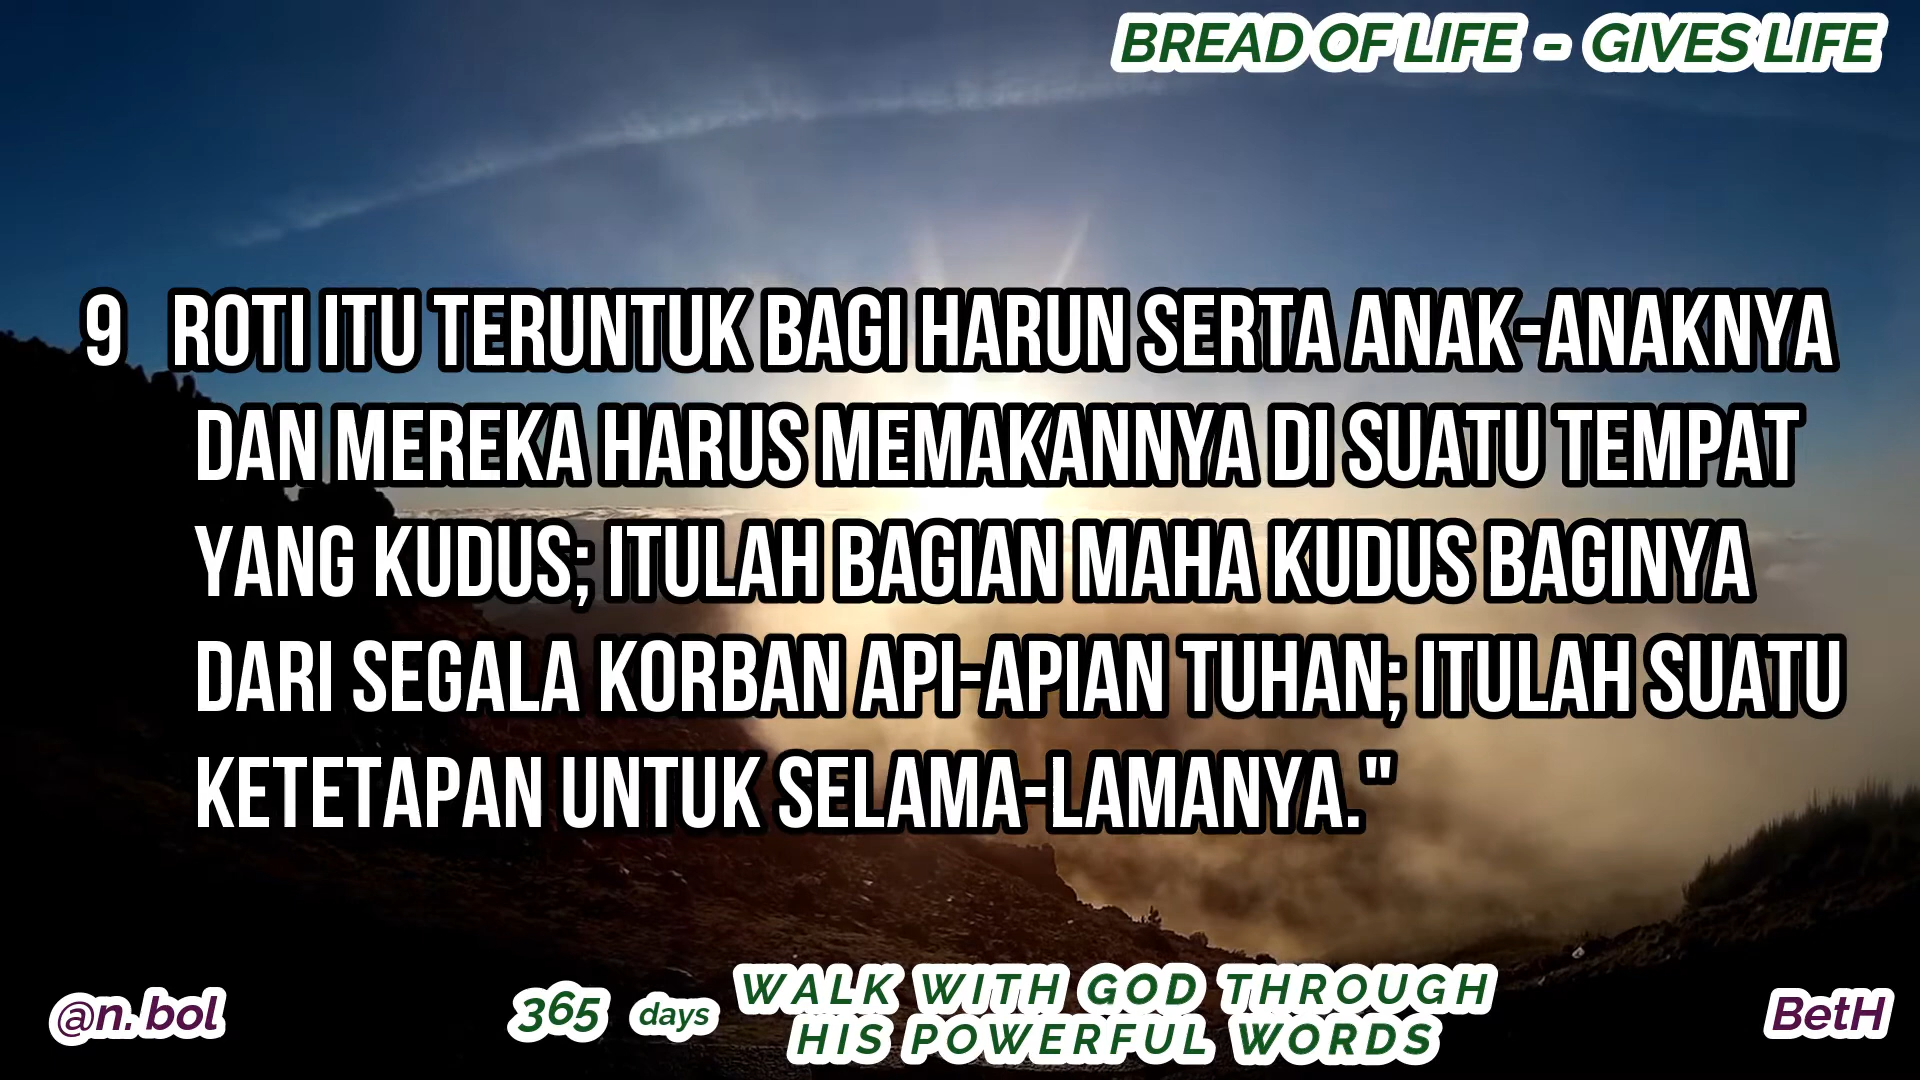 BREAD OF LIFE - GIVES LIFE
9 ROTI ITU TERUNTUK BAGI HARUN SERTA ANAK-ANAKNYA
DAN MEREKA HARUS MEMAKANNYA DI SUATU TEMPAT
YANG KUDUS; ITULAH BAGIAN MAHA KUDUS BAGINYA
DARI SEGALA KORBAN API-APIAN TUHAN; ITULAH SUATU
KETETAPAN UNTUK SELAMA-LAMANYA."
@n.bol
365 days
WALK WITH GOD THROUGH
HIS POWERFUL WORDS
BetH